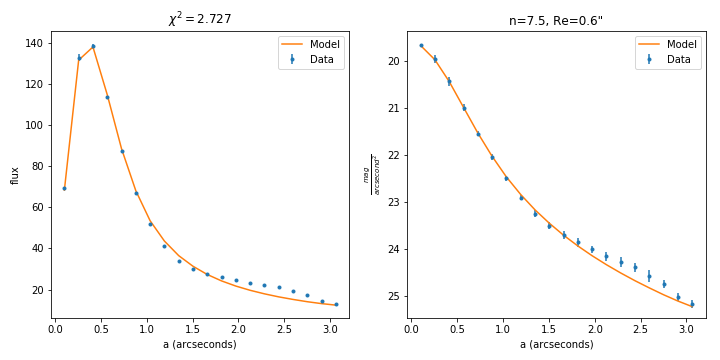 χ² = 2.727
Model
Data
flux
140
120
100
80
60
40
20
0.0 0.5 1.0 1.5 2.0 2.5 3.0
a (arcseconds)
n=7.5, Re=0.6"
Model
Data
mag
arcsecond²
20
21
22
23
24
25
0.0 0.5 1.0 1.5 2.0 2.5 3.0
a (arcseconds)